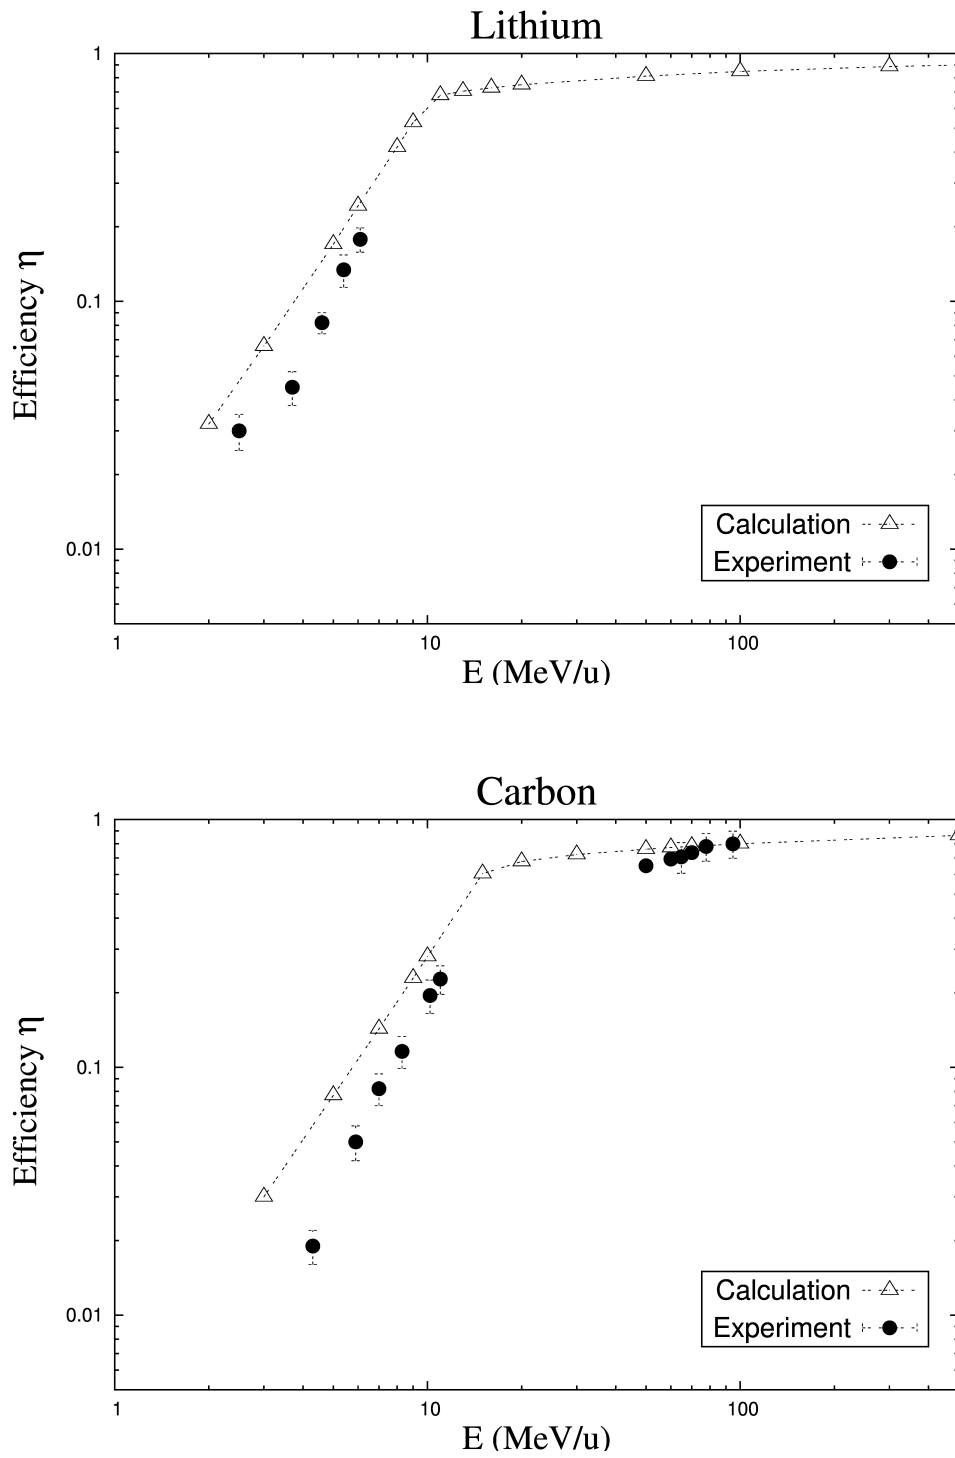 Lithium
1
0.1
0.01
Efficiency η
Calculation
Experiment
1 10 100
E (MeV/u)
Carbon
1
0.1
0.01
Efficiency η
Calculation
Experiment
1 10 100
E (MeV/u)